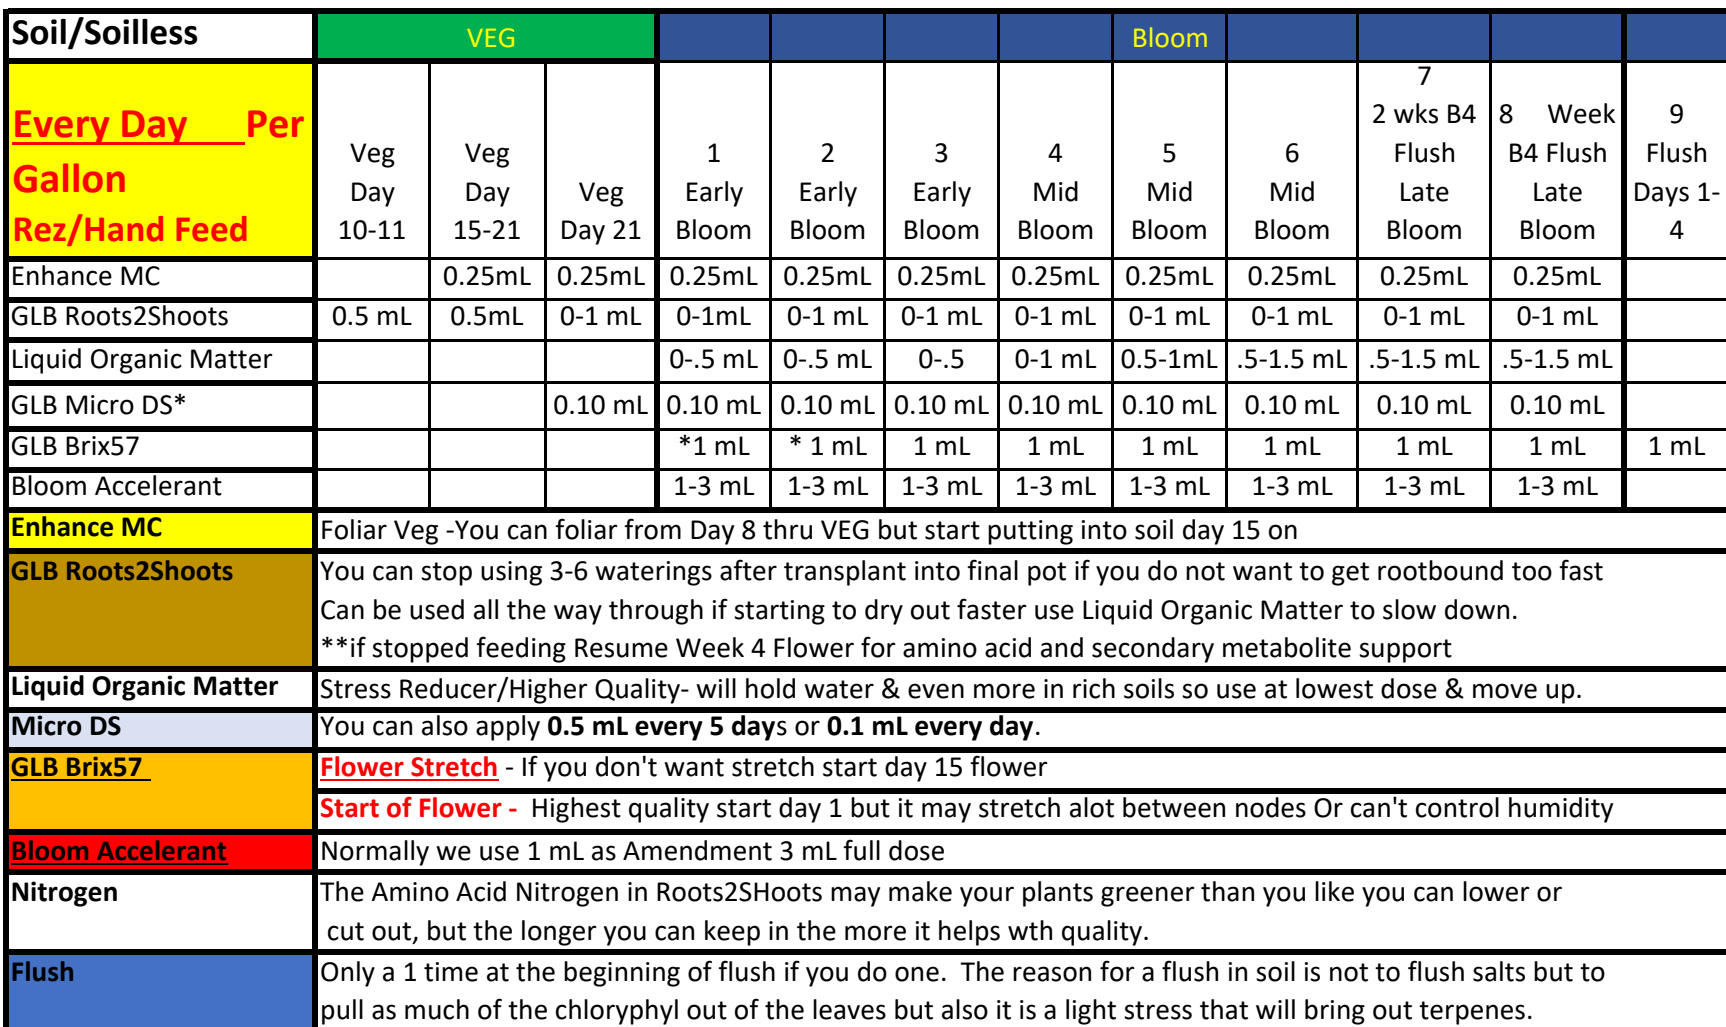 Soil/Soilless VEG Bloom
Every Day Per Gallon Rez/Hand Feed Veg Day 10-11 Veg Day 15-21 Veg Day 21 1 Early Bloom 2 Early Bloom 3 Early Bloom 4 Mid Bloom 5 Mid Bloom 6 Mid Bloom 7 2 wks B4 Flush Late Bloom 8 Week B4 Flush Late Bloom 9 Flush Days 1-4
Enhance MC 0.25mL 0.25mL 0.25mL 0.25mL 0.25mL 0.25mL 0.25mL 0.25mL 0.25mL 0.25mL
GLB Roots2Shoots 0.5 mL 0.5mL 0-1 mL 0-1mL 0-1 mL 0-1 mL 0-1 mL 0-1 mL 0-1 mL 0-1 mL 0-1 mL
Liquid Organic Matter 0-.5 mL 0-.5 mL 0-.5 0-1 mL 0.5-1mL .5-1.5 mL .5-1.5 mL .5-1.5 mL
GLB Micro DS* 0.10 mL 0.10 mL 0.10 mL 0.10 mL 0.10 mL 0.10 mL 0.10 mL 0.10 mL 0.10 mL
GLB Brix57 *1 mL * 1 mL 1 mL 1 mL 1 mL 1 mL 1 mL 1 mL 1 mL
Bloom Accelerant 1-3 mL 1-3 mL 1-3 mL 1-3 mL 1-3 mL 1-3 mL 1-3 mL 1-3 mL
Enhance MC Foliar Veg -You can foliar from Day 8 thru VEG but start putting into soil day 15 on
GLB Roots2Shoots You can stop using 3-6 waterings after transplant into final pot if you do not want to get rootbound too fast
Can be used all the way through if starting to dry out faster use Liquid Organic Matter to slow down.
**if stopped feeding Resume Week 4 Flower for amino acid and secondary metabolite support
Liquid Organic Matter Stress Reducer/Higher Quality- will hold water & even more in rich soils so use at lowest dose & move up.
Micro DS You can also apply 0.5 mL every 5 days or 0.1 mL every day.
GLB Brix57 Flower Stretch - If you don't want stretch start day 15 flower
Start of Flower - Highest quality start day 1 but it may stretch alot between nodes Or can't control humidity
Bloom Accelerant Normally we use 1 mL as Amendment 3 mL full dose
Nitrogen The Amino Acid Nitrogen in Roots2SHoots may make your plants greener than you like you can lower or
cut out, but the longer you can keep in the more it helps wth quality.
Flush Only a 1 time at the beginning of flush if you do one. The reason for a flush in soil is not to flush salts but to
pull as much of the chloryphyl out of the leaves but also it is a light stress that will bring out terpenes.